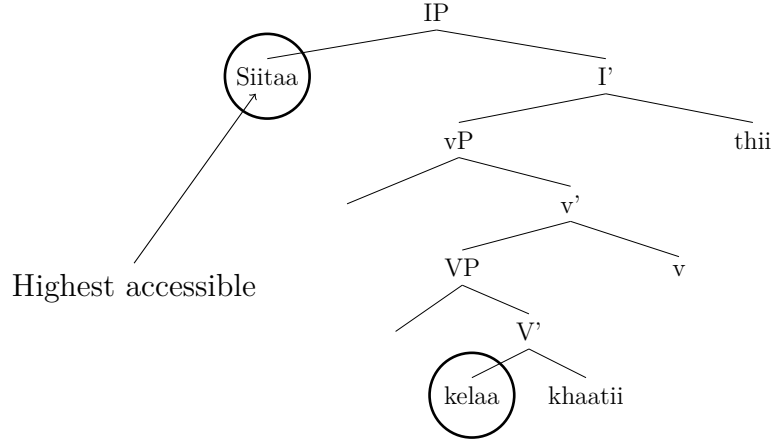 IP
Siitaa
I’
vP
thii
v’
Highest accessible
VP
v
V’
kelaa
khaatii